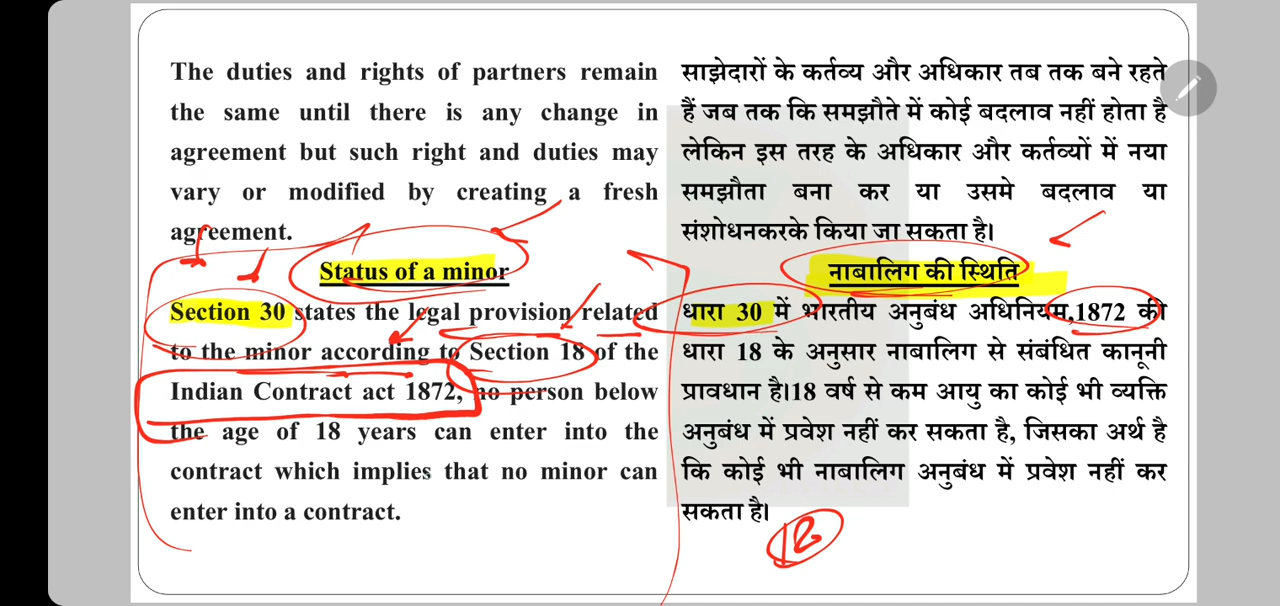 The duties and rights of partners remain
the same until there is any change in
agreement but such right and duties may
vary or modified by creating a fresh
agreement.
Status of a minor
Section 30 states the legal provision related
to the minor according to Section 18 of the
Indian Contract act 1872, no person below
the age of 18 years can enter into the
contract which implies that no minor can
enter into a contract.
साझेदारों के कर्तव्य और अधिकार तब तक बने रहते
हैं जब तक कि समझौते में कोई बदलाव नहीं होता है
लेकिन इस तरह के अधिकार और कर्तव्यों में नया
समझौता बना कर या उसमे बदलाव या
संशोधनकरके किया जा सकता है।
नाबालिग की स्थिति
धारा 30 में भारतीय अनुबंध अधिनियम,1872 की
धारा 18 के अनुसार नाबालिग से संबंधित कानूनी
प्रावधान है।18 वर्ष से कम आयु का कोई भी व्यक्ति
अनुबंध में प्रवेश नहीं कर सकता है, जिसका अर्थ है
कि कोई भी नाबालिग अनुबंध में प्रवेश नहीं कर
सकता है।